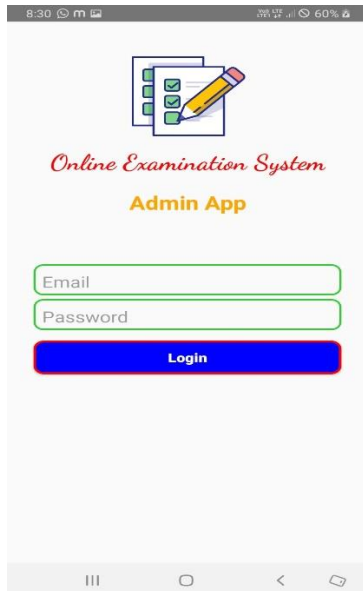 8:30 m 60%
Online Examination System
Admin App
Email
Password
Login